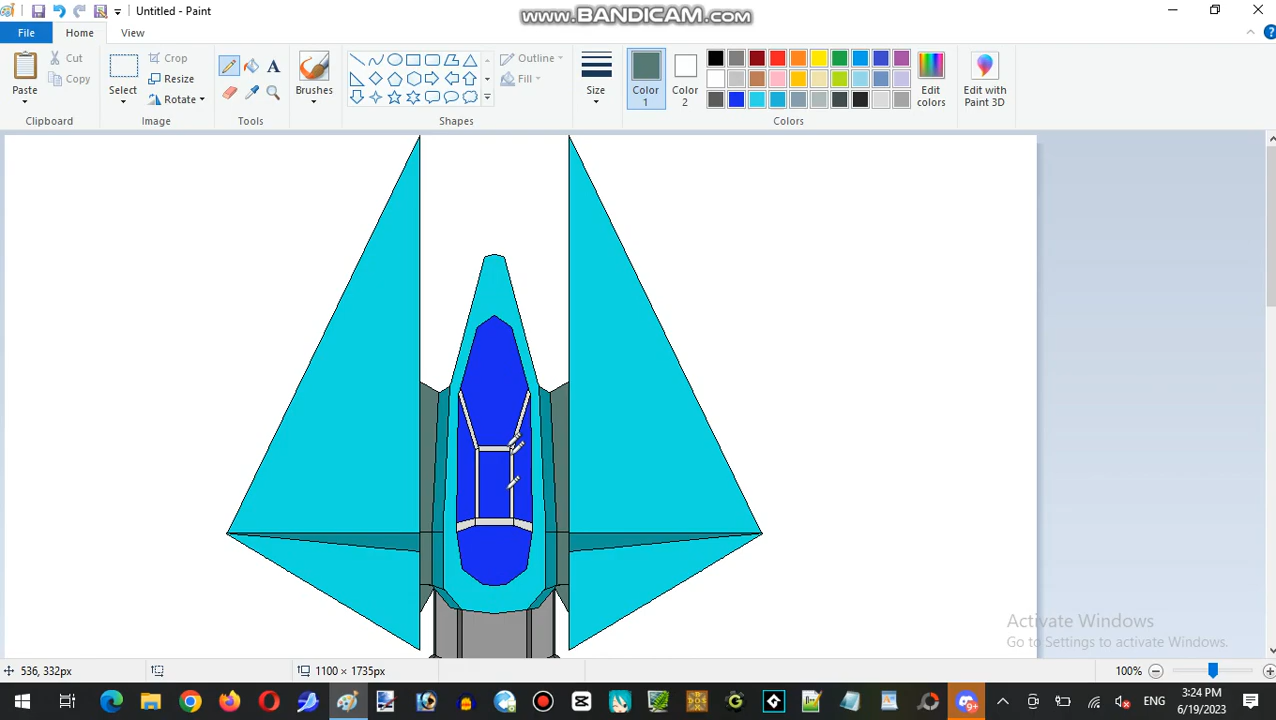 Untitled - Paint
www.BANDICAM.com
File
Home
View
Paste
Cut
Copy
Clipboard
Select
Crop
Resize
Rotate
Image
A
Tools
Brushes
Shapes
Outline
Fill
Size
Color 1
Color 2
Colors
Edit colors
Edit with Paint 3D
Activate Windows
Go to Settings to activate Windows.
536, 332px
1100 × 1735px
100%
9+
ENG
3:24 PM
6/19/2023